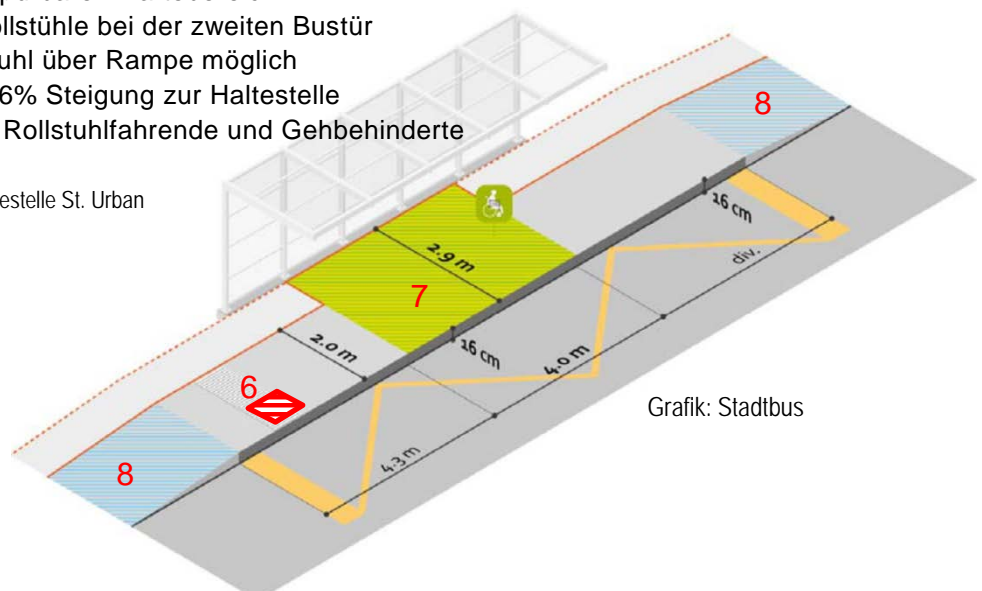 ollstühle bei der zweiten Bustür
uhl über Rampe möglich
6% Steigung zur Haltestelle
Rollstuhlfahrende und Gehbehinderte
estelle St. Urban
8
16 cm
2.9 m
div.
7
16 cm
2.0 m
4.0 m
6
Grafik: Stadtbus
4.3 m
8